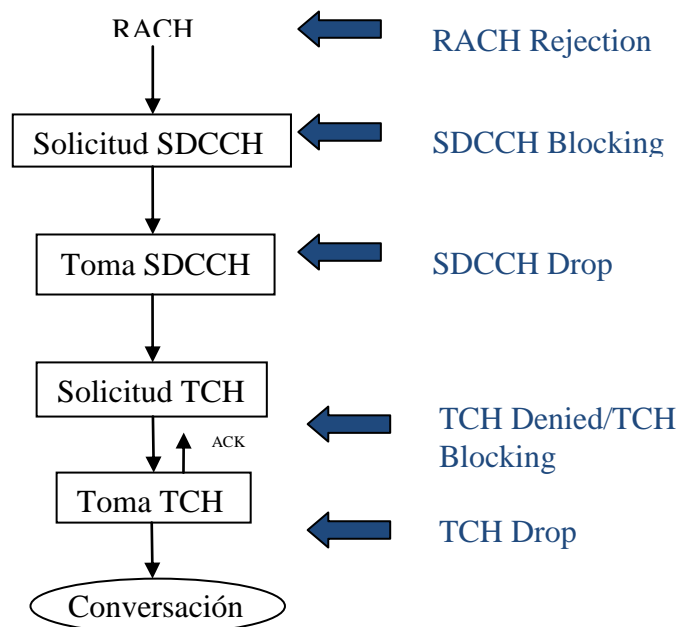 RACH
RACH Rejection
Solicitud SDCCH
SDCCH Blocking
Toma SDCCH
SDCCH Drop
Solicitud TCH
TCH Denied/TCH
Blocking
ACK
Toma TCH
TCH Drop
Conversación